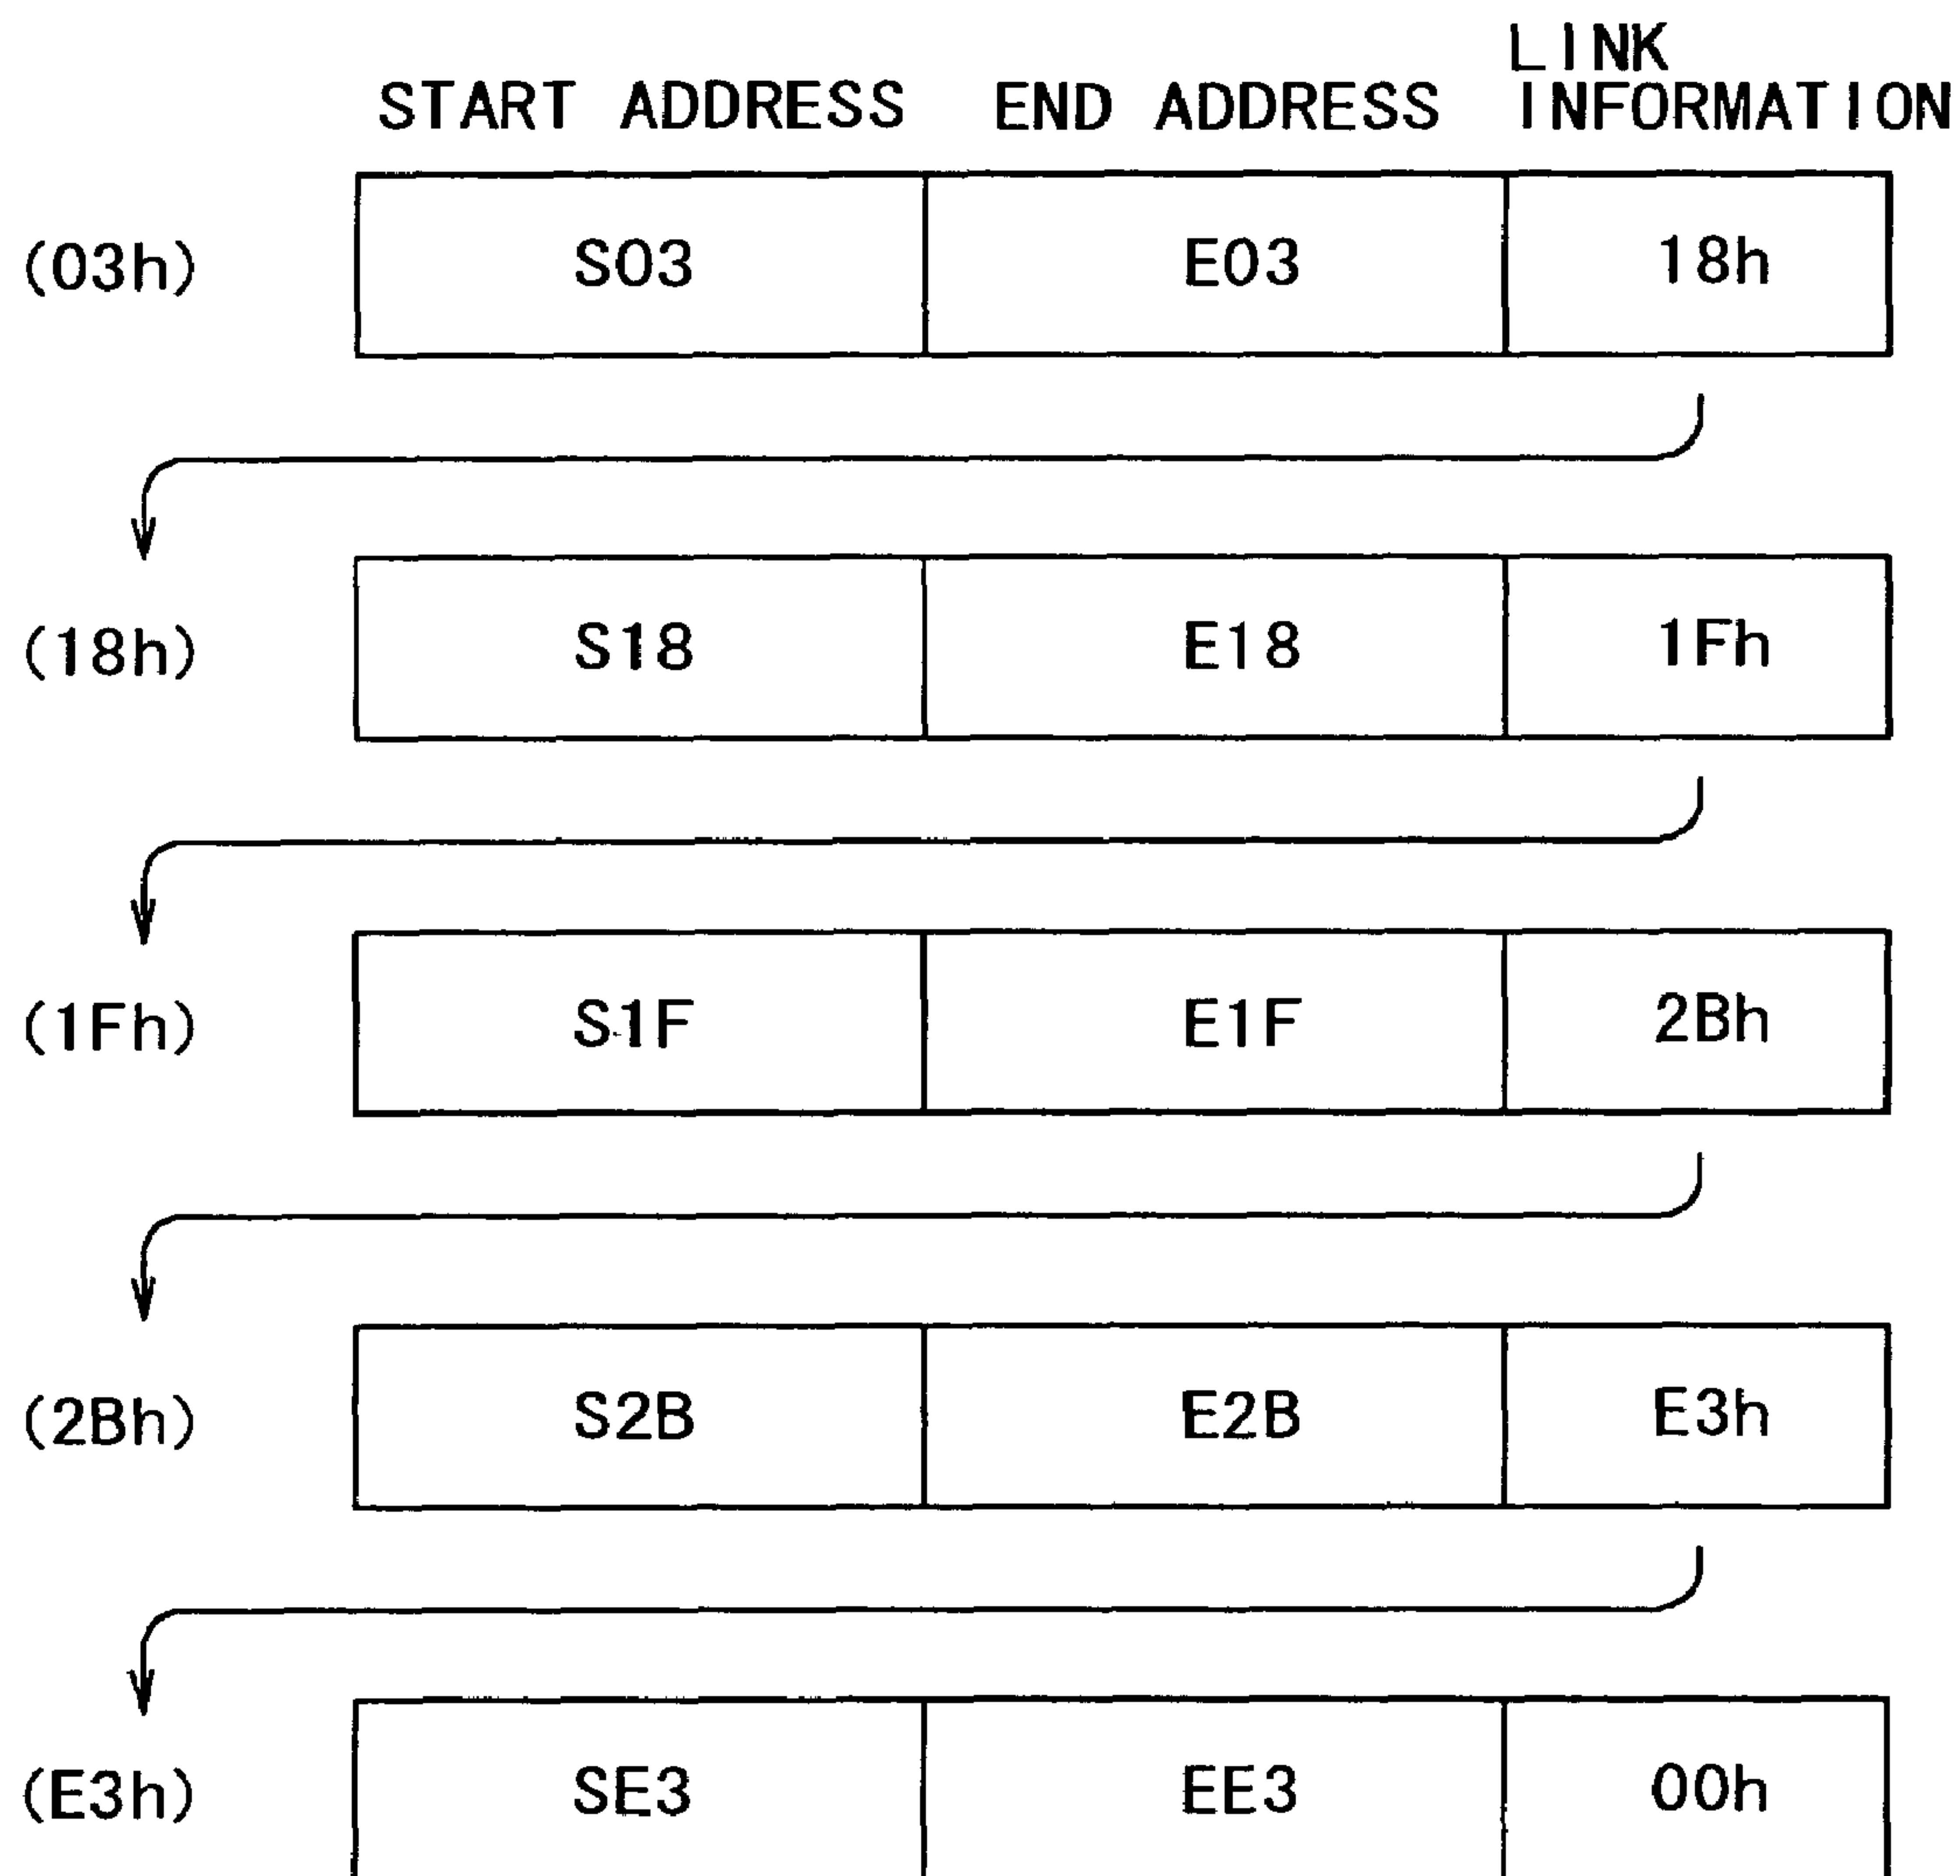 LINK
START ADDRESS END ADDRESS INFORMATION
(03h) S03 E03 18h
(18h) S18 E18 1Fh
(1Fh) S1F E1F 2Bh
(2Bh) S2B E2B E3h
(E3h) SE3 EE3 00h